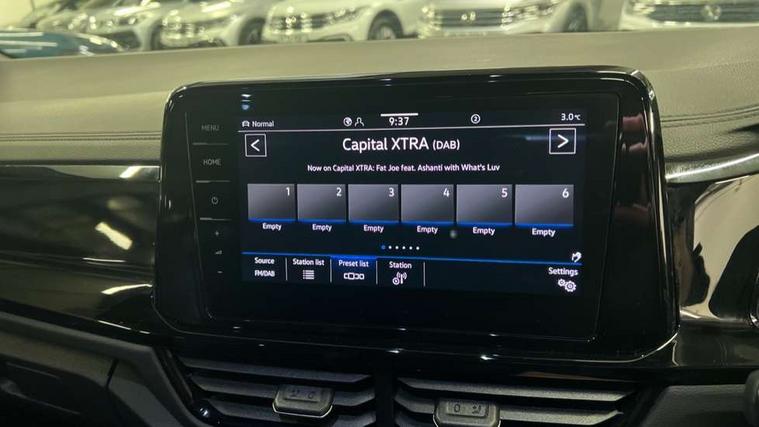 MENU
HOME
Normal
9:37
2
3.0°C
Capital XTRA (DAB)
Now on Capital XTRA: Fat Joe feat. Ashanti with What's Luv
1 2 3 4 5 6
Empty Empty Empty Empty Empty Empty
Source Station list Preset list Station Settings
FM/DAB